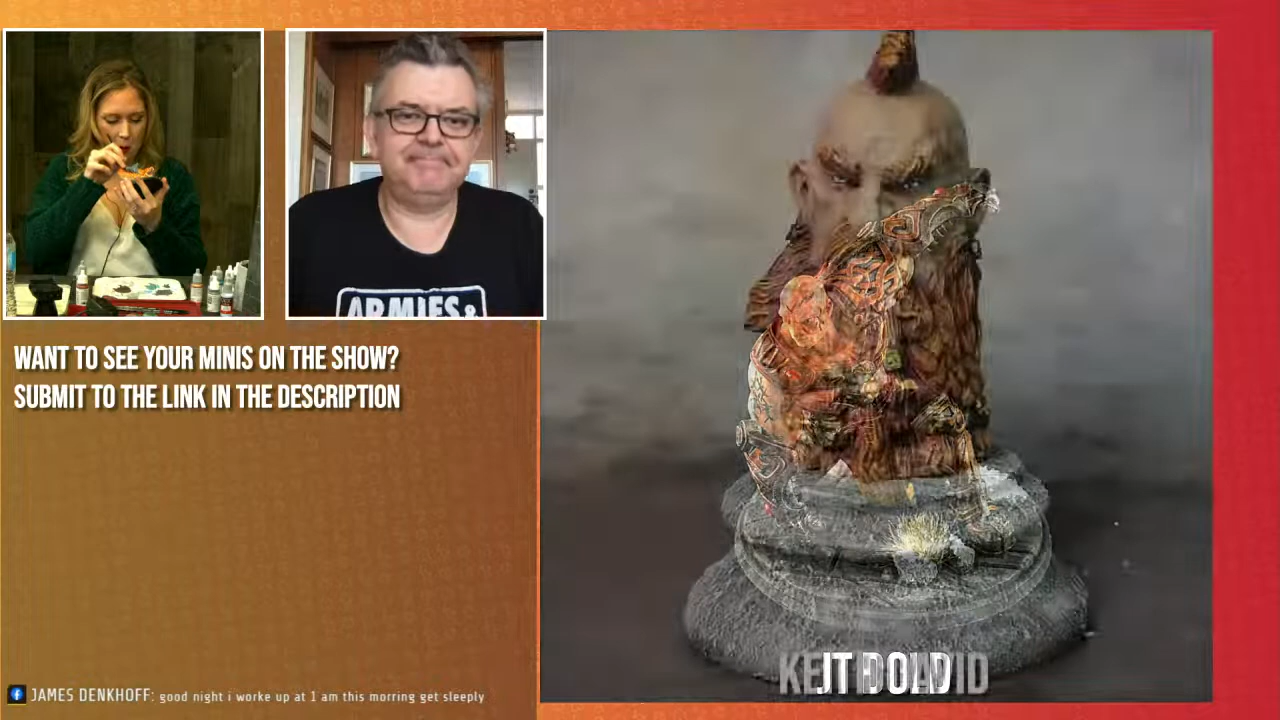 ARMIES &
WANT TO SEE YOUR MINIS ON THE SHOW?
SUBMIT TO THE LINK IN THE DESCRIPTION
JAMES DENKHOFF: good night i worke up at 1 am this morring get sleeply